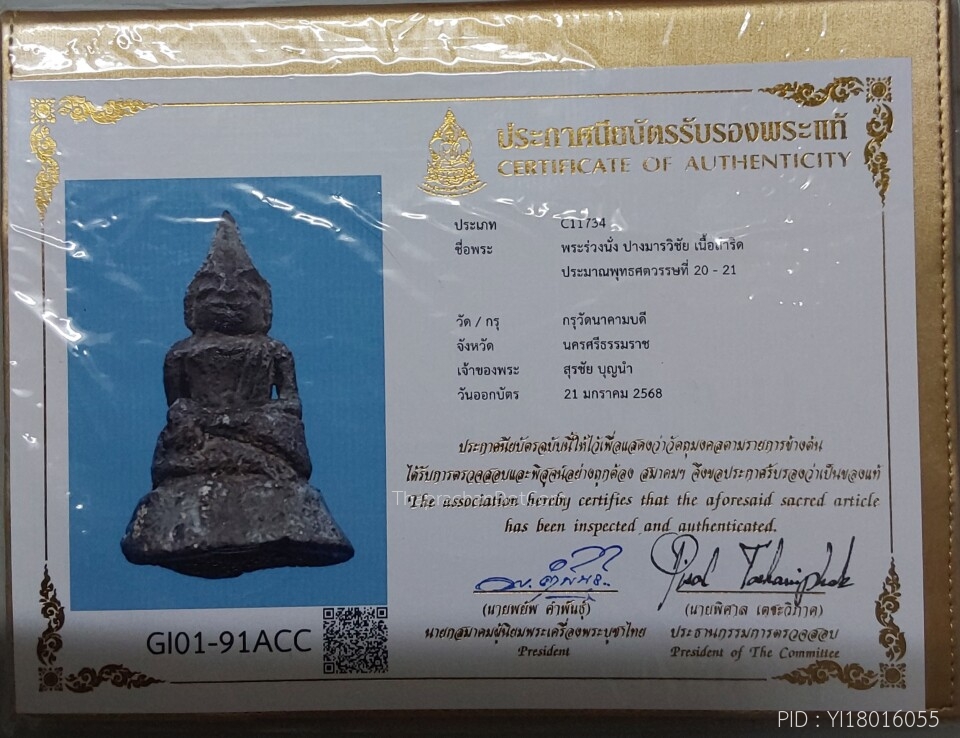 ประกาศนียบัตรรับรองพระแท้
CERTIFICATE OF AUTHENTICITY
ประเภท C11734
ชื่อพระ พระร่วงนั่ง ปางมารวิชัย
ประมาณพุทธศตวรรษที่ 20 - 21
วัด / กรุ กรุวัดนาคามบดี
จังหวัด นครศรีธรรมราช
เจ้าของพระ สุรชัย บุญนำ
วันออกบัตร 21 มกราคม 2568
ประกาศนียบัตรฉบับนี้ให้ไว้เพื่อแสดงว่าวัตถุมงคลตามรายการข้างต้น
ได้รับการตรวจสอบและพิสูจน์อย่างถูกต้อง สมาคมฯ จึงขอประกาศรับรองว่าเป็นของแท้
The association hereby certifies that the aforesaid sacred article
has been inspected and authenticated.
(นายพยัพ คำพันธุ์)
นายกสมาคมผู้นิยมพระเครื่องพระบูชาไทย
President
(นายพิศาล เตชะวิภาค)
ประธานกรรมการตรวจสอบ
President of The Committee
GI01-91ACC
PID : YI18016055